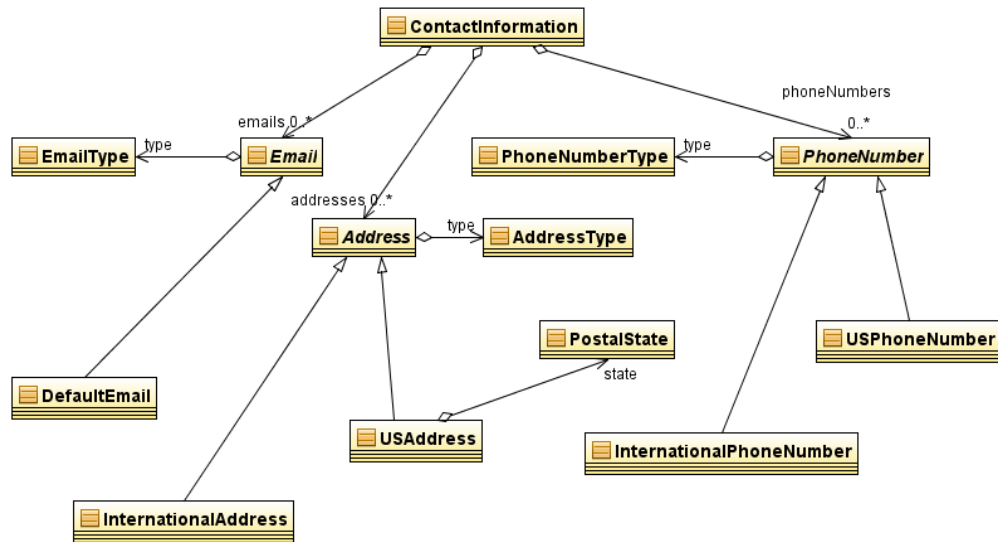 ContactInformation
phoneNumbers
emails 0..*
0..*
EmailType
type
Email
PhoneNumberType
type
PhoneNumber
addresses 0..*
Address
type
AddressType
PostalState
USPhoneNumber
state
DefaultEmail
USAddress
InternationalPhoneNumber
InternationalAddress